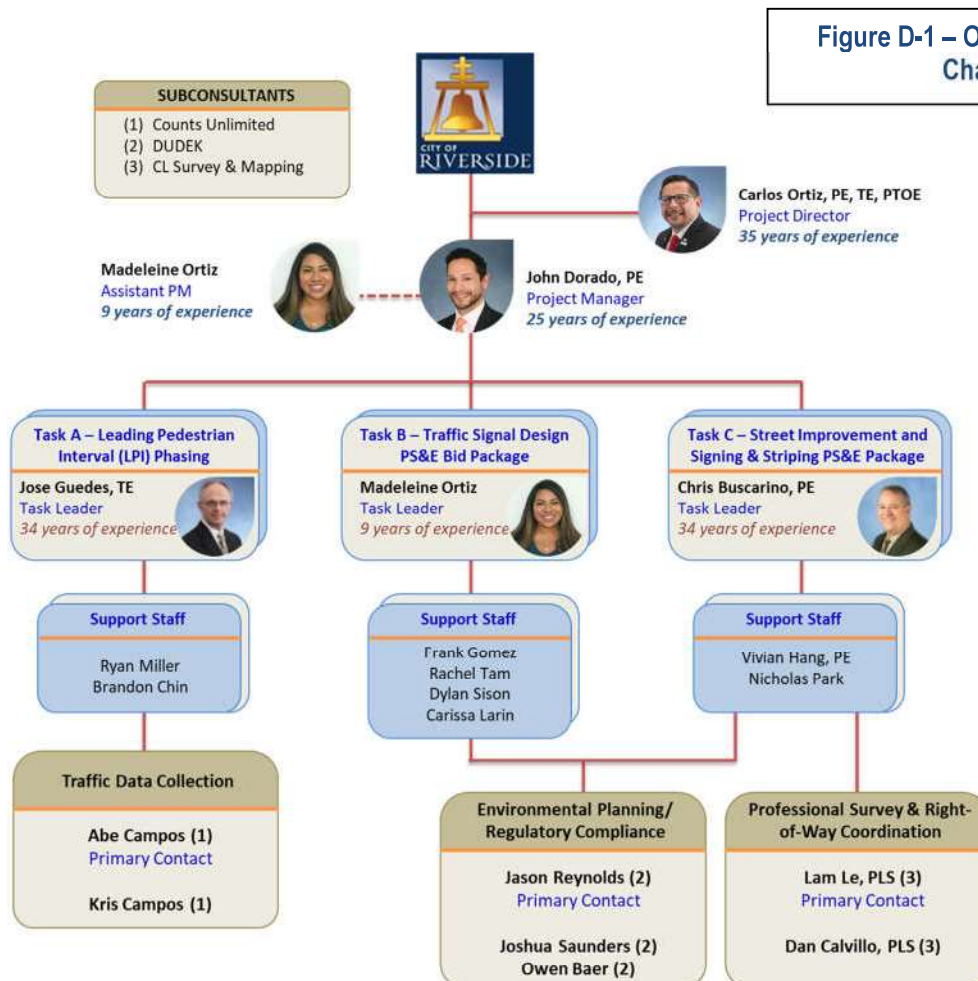 Figure D-1 – O
Cha
SUBCONSULTANTS
(1) Counts Unlimited
(2) DUDEK
(3) CL Survey & Mapping
CITY OF
RIVERSIDE
Carlos Ortiz, PE, TE, PTOE
Project Director
35 years of experience
Madeleine Ortiz
Assistant PM
9 years of experience
John Dorado, PE
Project Manager
25 years of experience
Task A – Leading Pedestrian
Interval (LPI) Phasing
Jose Guedes, TE
Task Leader
34 years of experience
Task B – Traffic Signal Design
PS&E Bid Package
Madeleine Ortiz
Task Leader
9 years of experience
Task C – Street Improvement and
Signing & Striping PS&E Package
Chris Buscarino, PE
Task Leader
34 years of experience
Support Staff
Ryan Miller
Brandon Chin
Support Staff
Frank Gomez
Rachel Tam
Dylan Sison
Carissa Larin
Support Staff
Vivian Hang, PE
Nicholas Park
Traffic Data Collection
Abe Campos (1)
Primary Contact
Kris Campos (1)
Environmental Planning/
Regulatory Compliance
Jason Reynolds (2)
Primary Contact
Joshua Saunders (2)
Owen Baer (2)
Professional Survey & Right-
of-Way Coordination
Lam Le, PLS (3)
Primary Contact
Dan Calvillo, PLS (3)